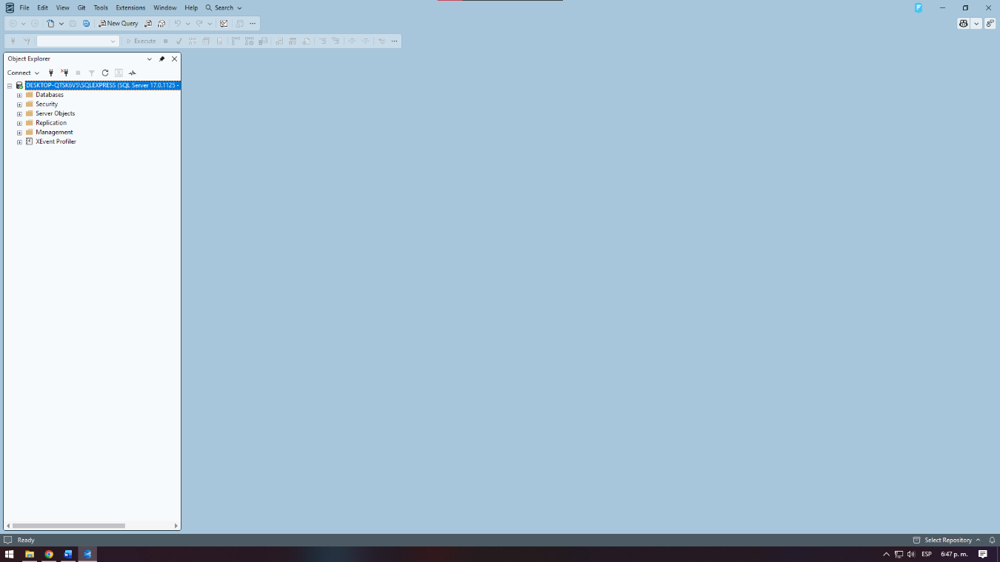 File Edit View Git Tools Extensions Window Help Search
New Query
Execute
Object Explorer
Connect
DESKTOP-QTSK6V5\SQLEXPRESS (SQL Server 17.0.1125 -
Databases
Security
Server Objects
Replication
Management
XEvent Profiler
Ready
Select Repository
ESP
6:47 p. m.